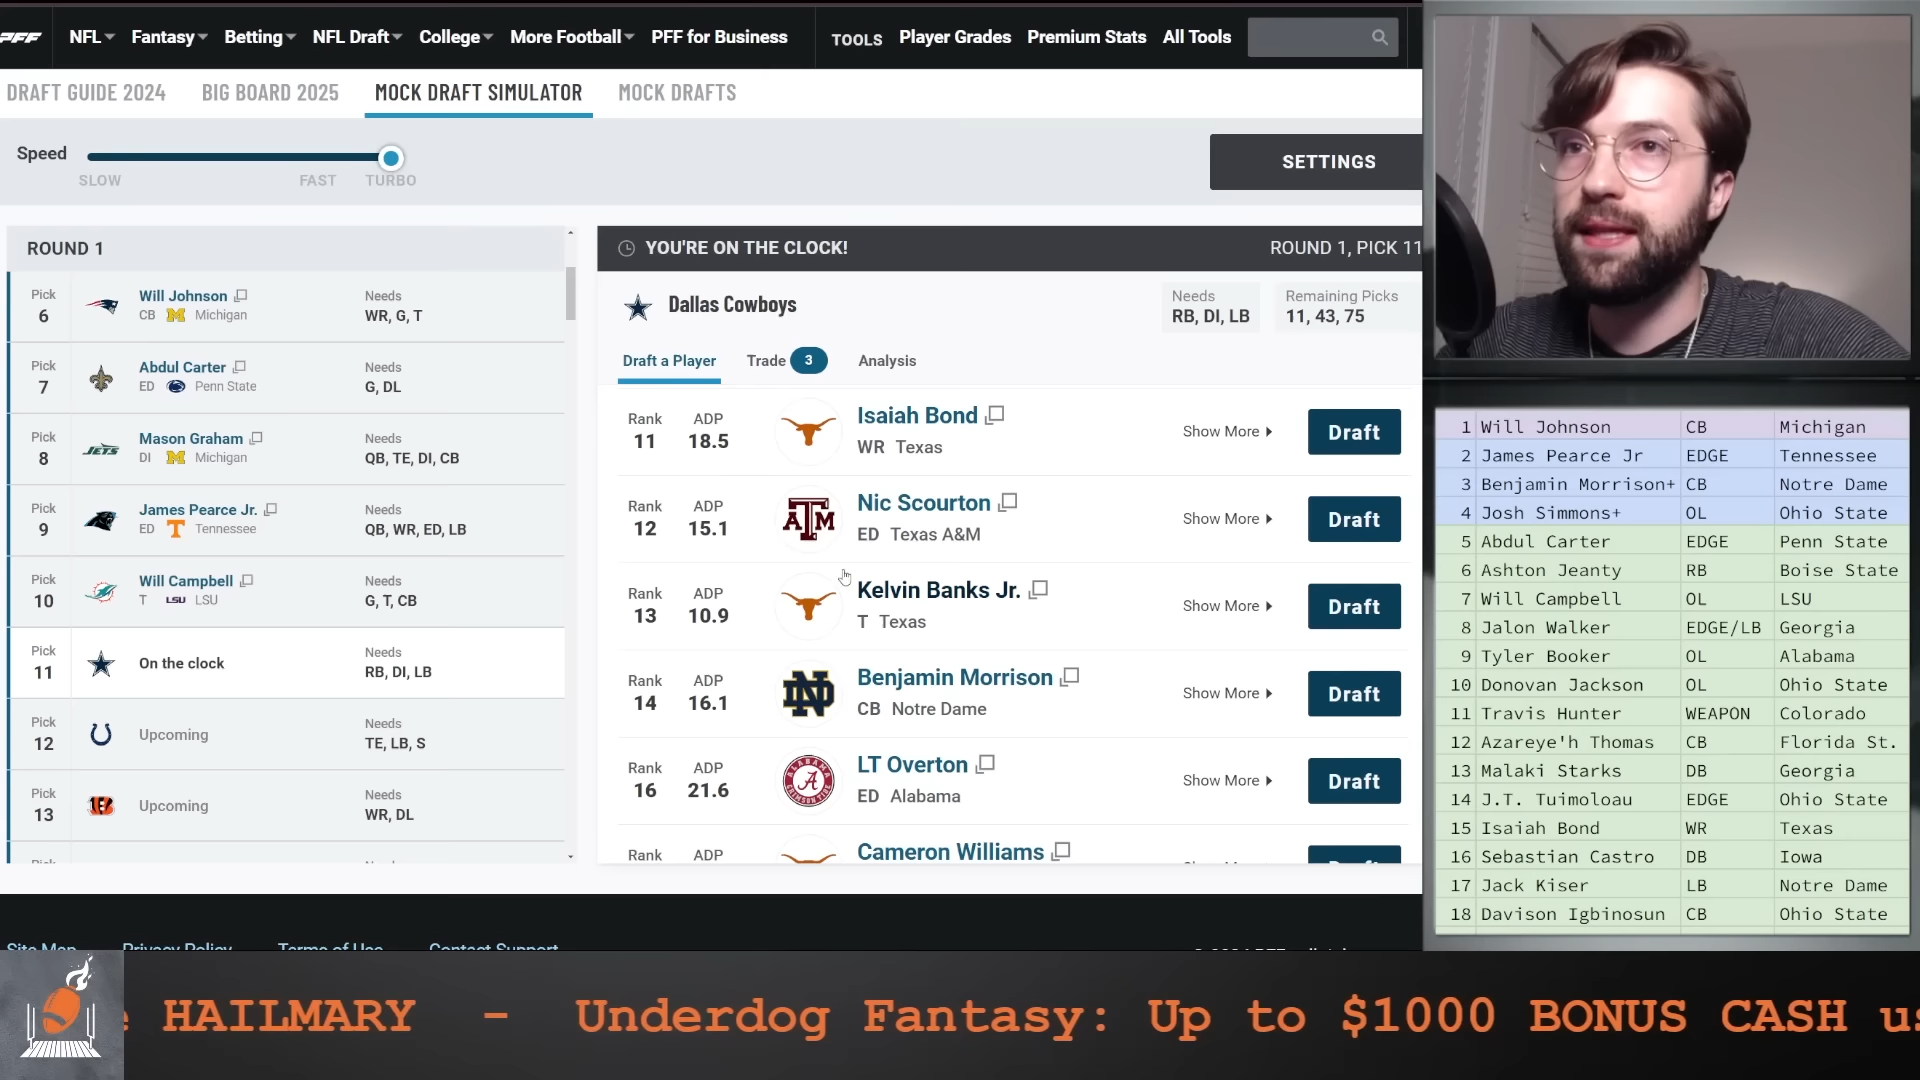 PFF NFL Fantasy Betting NFL Draft College More Football PFF for Business TOOLS Player Grades Premium Stats All Tools
DRAFT GUIDE 2024 BIG BOARD 2025 MOCK DRAFT SIMULATOR MOCK DRAFTS
Speed
SLOW FAST TURBO
SETTINGS
ROUND 1
Pick 6 Will Johnson Needs
CB Michigan WR, G, T
Pick 7 Abdul Carter Needs
ED Penn State G, DL
Pick 8 Mason Graham Needs
JETS DI Michigan QB, TE, DI, CB
Pick 9 James Pearce Jr. Needs
ED Tennessee QB, WR, ED, LB
Pick 10 Will Campbell Needs
T LSU LSU G, T, CB
Pick 11 On the clock Needs
RB, DI, LB
Pick 12 Upcoming Needs
TE, LB, S
Pick 13 Upcoming Needs
WR, DL
YOU'RE ON THE CLOCK! ROUND 1, PICK 11
Dallas Cowboys
Needs
RB, DI, LB
Remaining Picks
11, 43, 75
Draft a Player Trade 3 Analysis
Rank 11 ADP 18.5 Isaiah Bond Show More Draft
WR Texas
Rank 12 ADP 15.1 Nic Scourton Show More Draft
ED Texas A&M
Rank 13 ADP 10.9 Kelvin Banks Jr. Show More Draft
T Texas
Rank 14 ADP 16.1 Benjamin Morrison Show More Draft
CB Notre Dame
Rank 16 ADP 21.6 LT Overton Show More Draft
ED Alabama
Rank ADP Cameron Williams
1 Will Johnson CB Michigan
2 James Pearce Jr EDGE Tennessee
3 Benjamin Morrison+ CB Notre Dame
4 Josh Simmons+ OL Ohio State
5 Abdul Carter EDGE Penn State
6 Ashton Jeanty RB Boise State
7 Will Campbell OL LSU
8 Jalon Walker EDGE/LB Georgia
9 Tyler Booker OL Alabama
10 Donovan Jackson OL Ohio State
11 Travis Hunter WEAPON Colorado
12 Azareye'h Thomas CB Florida St.
13 Malaki Starks DB Georgia
14 J.T. Tuimoloau EDGE Ohio State
15 Isaiah Bond WR Texas
16 Sebastian Castro DB Iowa
17 Jack Kiser LB Notre Dame
18 Davison Igbinosun CB Ohio State
Site Map Privacy Policy Terms of Use Contact Support
HAILMARY - Underdog Fantasy: Up to $1000 BONUS CASH